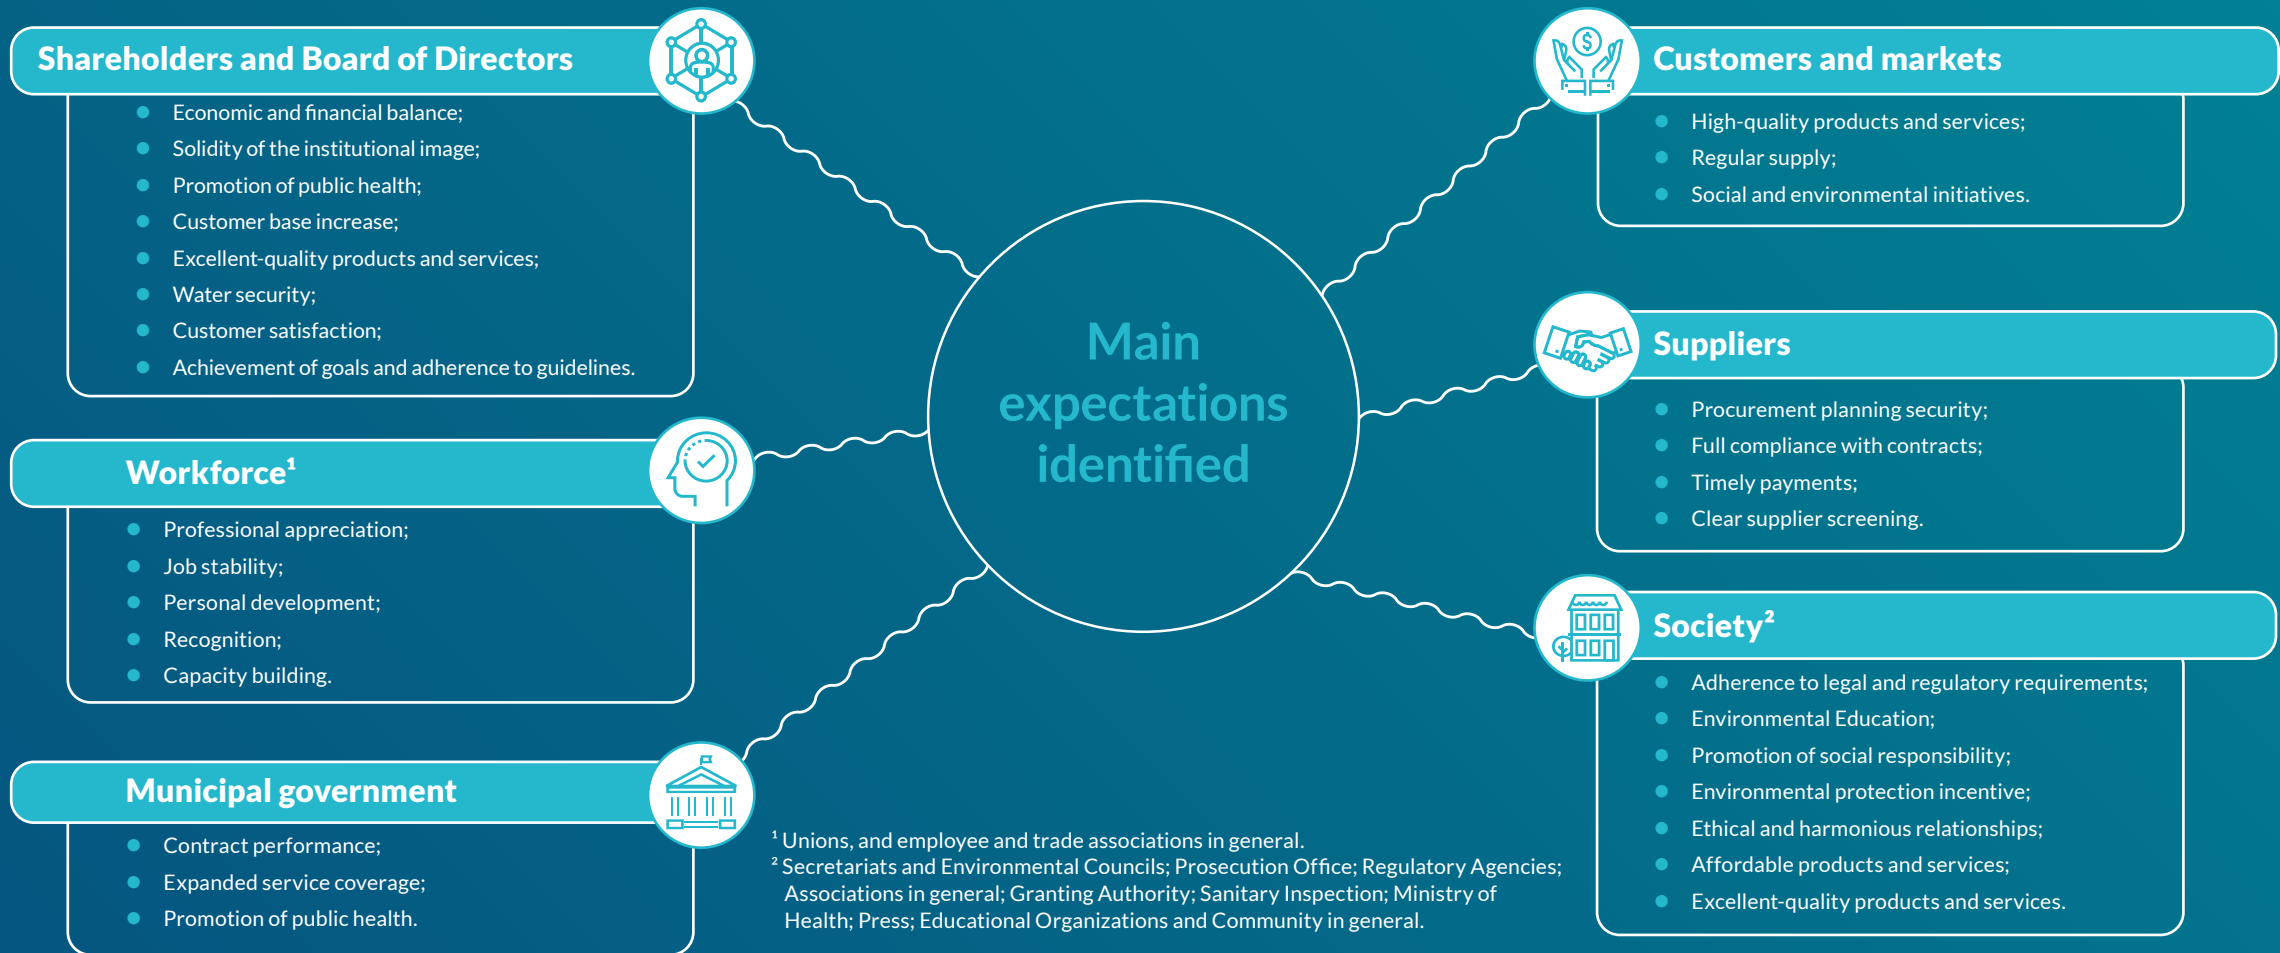 Shareholders and Board of Directors
Economic and financial balance;
Solidity of the institutional image;
Promotion of public health;
Customer base increase;
Excellent-quality products and services;
Water security;
Customer satisfaction;
Achievement of goals and adherence to guidelines.
Workforce¹
Professional appreciation;
Job stability;
Personal development;
Recognition;
Capacity building.
Municipal government
Contract performance;
Expanded service coverage;
Promotion of public health.
Main
expectations
identified
Customers and markets
High-quality products and services;
Regular supply;
Social and environmental initiatives.
Suppliers
Procurement planning security;
Full compliance with contracts;
Timely payments;
Clear supplier screening.
Society²
Adherence to legal and regulatory requirements;
Environmental Education;
Promotion of social responsibility;
Environmental protection incentive;
Ethical and harmonious relationships;
Affordable products and services;
Excellent-quality products and services.
¹ Unions, and employee and trade associations in general.
² Secretariats and Environmental Councils; Prosecution Office; Regulatory Agencies;
Associations in general; Granting Authority; Sanitary Inspection; Ministry of
Health; Press; Educational Organizations and Community in general.